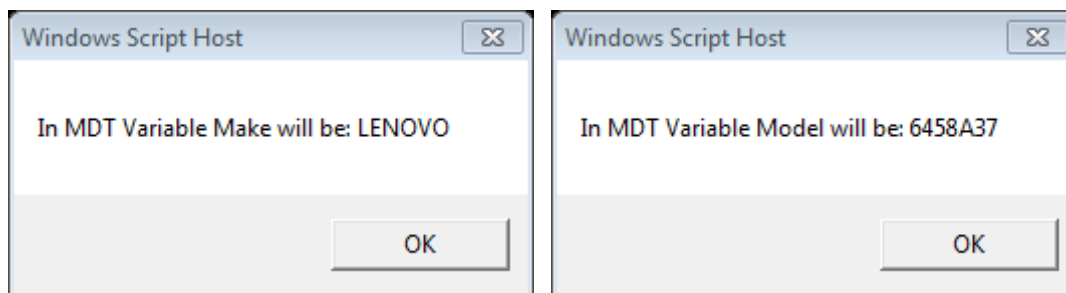 Windows Script Host
In MDT Variable Make will be: LENOVO
OK
Windows Script Host
In MDT Variable Model will be: 6458A37
OK